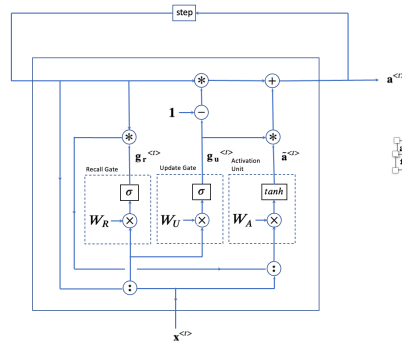 step
a<t>
1
g_r<t>
g_u<t>
ã<t>
Recall Gate
Update Gate
Activation
Unit
σ
σ
tanh
W_R
W_U
W_A
x<t>